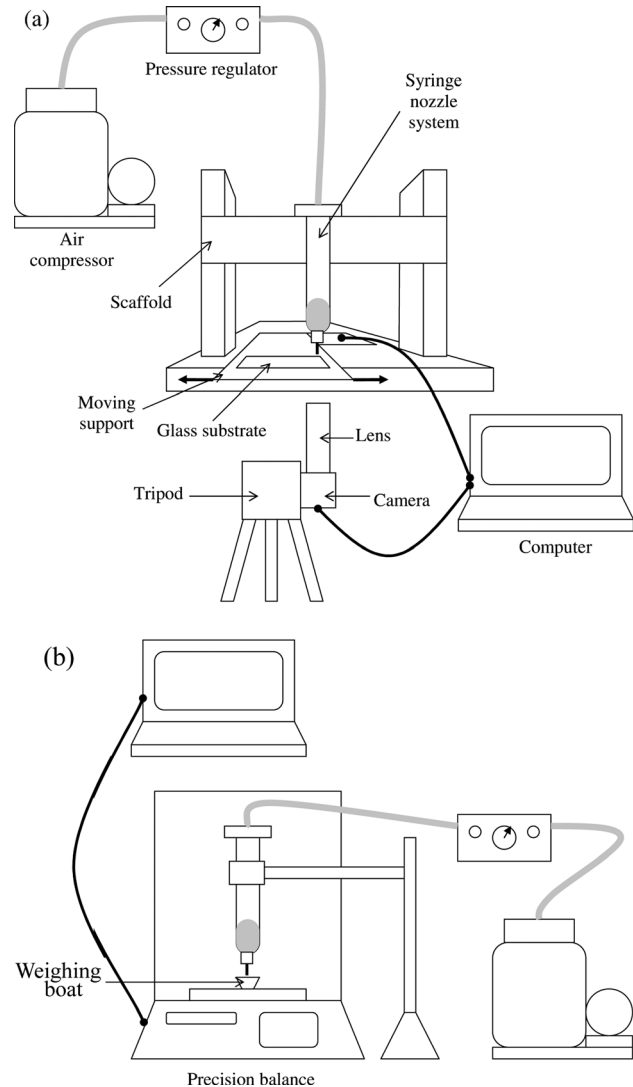 (a)
Pressure regulator
Syringe
nozzle
system
Air
compressor
Scaffold
Moving
support
Glass substrate
Lens
Tripod
Camera
Computer
(b)
Weighing
boat
Precision balance